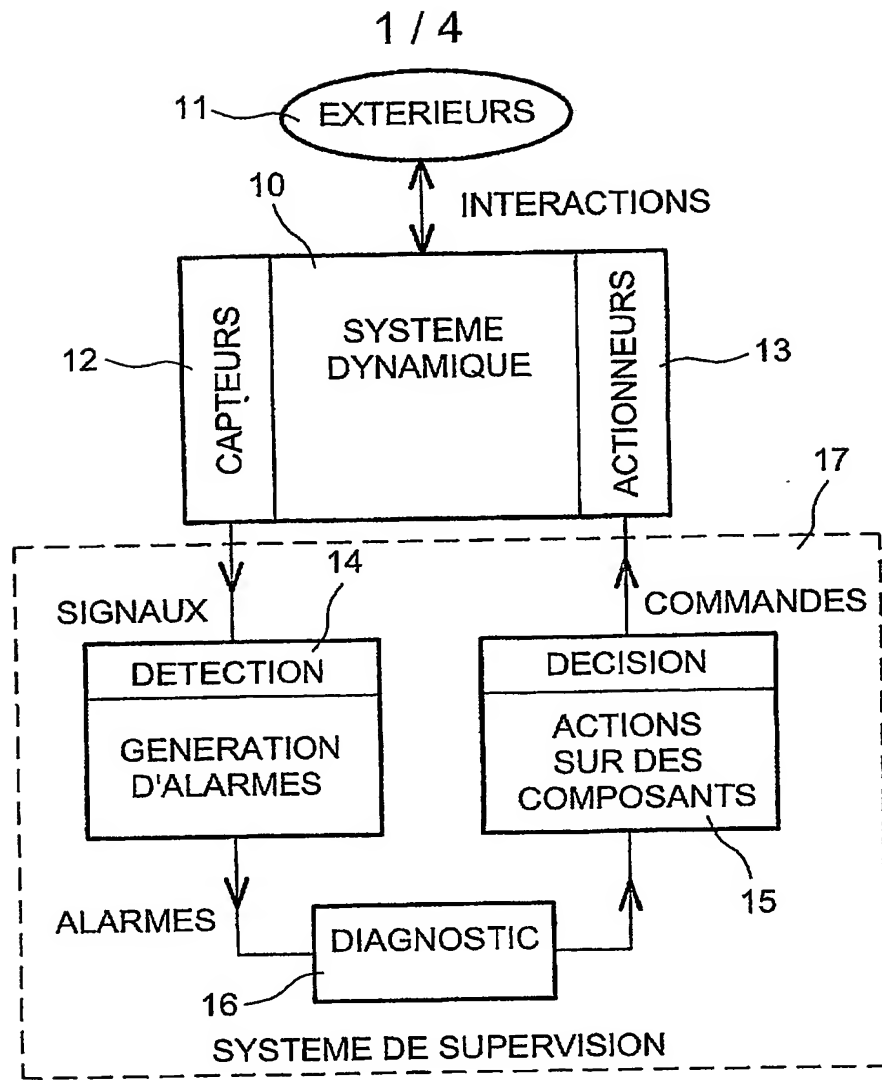 1 / 4
11
EXTERIEURS
10
INTERACTIONS
12
CAPTEURS
SYSTEME
DYNAMIQUE
ACTIONNEURS
13
17
SIGNAUX
14
COMMANDES
DETECTION
GENERATION
D'ALARMES
DECISION
ACTIONS
SUR DES
COMPOSANTS
15
ALARMES
DIAGNOSTIC
16
SYSTEME DE SUPERVISION